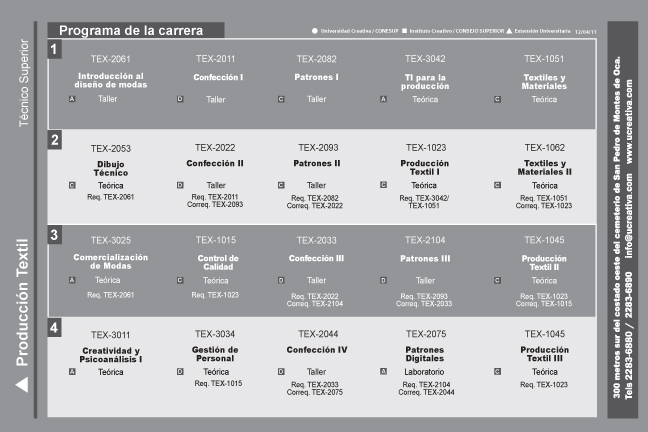 Programa de la carrera
Universidad Creativa / CONESUP Instituto Creativo / CONSEJO SUPERIOR Extensión Universitaria 12/04/11
Técnico Superior
Producción Textil
1
TEX-2061 TEX-2011 TEX-2082 TEX-3042 TEX-1051
Introducción al Confección I Patrones I TI para la Textiles y
diseño de modas producción Materiales
A Taller D Taller C Taller A Teórica C Teórica
2
TEX-2053 TEX-2022 TEX-2093 TEX-1023 TEX-1062
Dibujo Confección II Patrones II Producción Textiles y
Técnico Textil I Materiales II
C Teórica D Taller C Taller A Teórica C Teórica
Req. TEX-2061 Req. TEX-2011 Req. TEX-2082 Req. TEX-3042/ Req. TEX-1051
Correq. TEX-2093 Correq. TEX-2022 TEX-1051 Correq. TEX-1023
3
TEX-3025 TEX-1015 TEX-2033 TEX-2104 TEX-1045
Comercialización Control de Confección III Patrones III Producción
de Modas Calidad Textil II
A Teórica C Teórica D Taller D Taller C Teórica
Req. TEX-2061 Req. TEX-1023 Req. TEX-2022 Req. TEX-2093 Req. TEX-1023
Correq. TEX-2104 Correq. TEX-2033 Correq. TEX-1015
4
TEX-3011 TEX-3034 TEX-2044 TEX-2075 TEX-1045
Creatividad y Gestión de Confección IV Patrones Producción
Psicoanálisis I Personal Digitales Textil III
A Teórica D Teórica D Taller A Laboratorio C Teórica
Req. TEX-1015 Req. TEX-2033 Req. TEX-2104 Req. TEX-1023
Correq. TEX-2075 Correq. TEX-2044
300 metros sur del costado oeste del cementerio de San Pedro de Montes de Oca.
Tels 2283-6880 / 2283-6890 info@ucreativa.com www.ucreativa.com